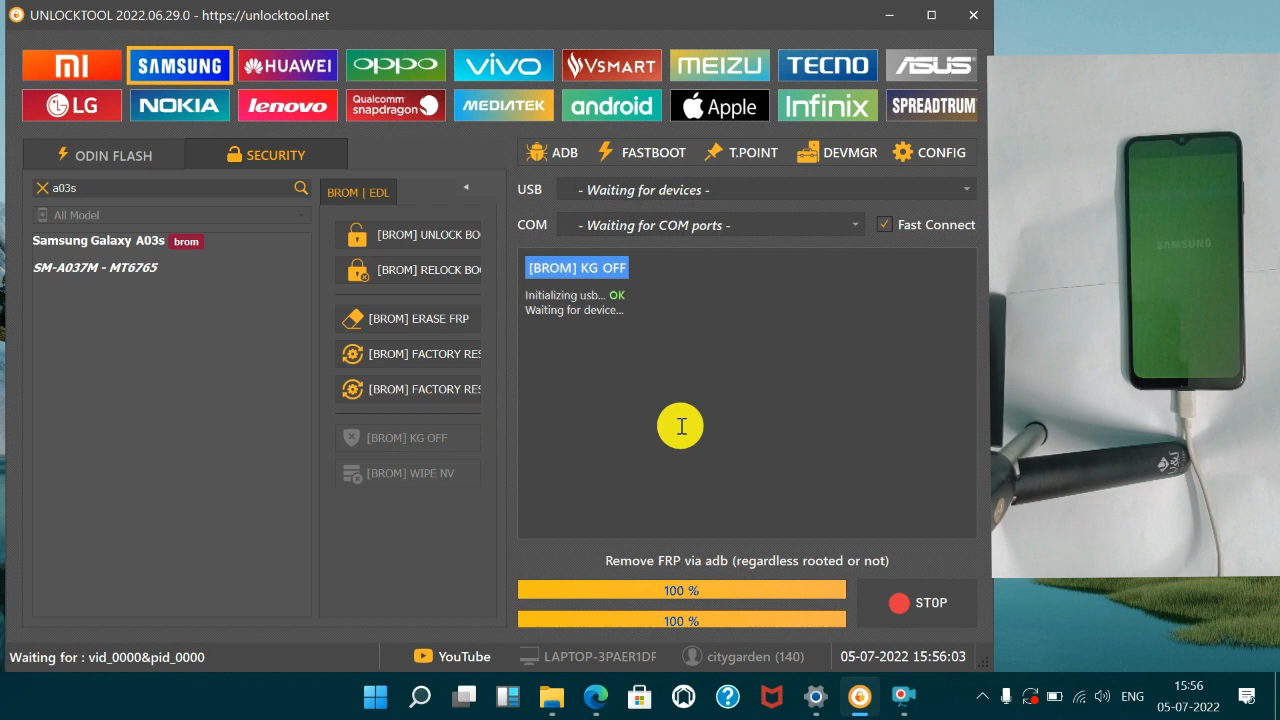 UNLOCKTOOL 2022.06.29.0 - https://unlocktool.net
mi SAMSUNG HUAWEI oppo vivo VSMART MEIZU TECNO ASUS
LG NOKIA lenovo Qualcomm snapdragon MEDIATEK android Apple Infinix SPREADTRUM
ODIN FLASH SECURITY
ADB FASTBOOT T.POINT DEVMGR CONFIG
a03s
BROM | EDL
USB - Waiting for devices -
All Model
COM - Waiting for COM ports - Fast Connect
Samsung Galaxy A03s brom
SM-A037M - MT6765
[BROM] UNLOCK BO
[BROM] RELOCK BO
[BROM] ERASE FRP
[BROM] FACTORY RES
[BROM] FACTORY RES
[BROM] KG OFF
[BROM] WIPE NV
[BROM] KG OFF
Initializing usb... OK
Waiting for device...
Remove FRP via adb (regardless rooted or not)
100 %
100 %
STOP
Waiting for : vid_0000&pid_0000
YouTube
LAPTOP-3PAER1DF
citygarden (140)
05-07-2022 15:56:03
SAMSUNG
ENG
15:56
05-07-2022